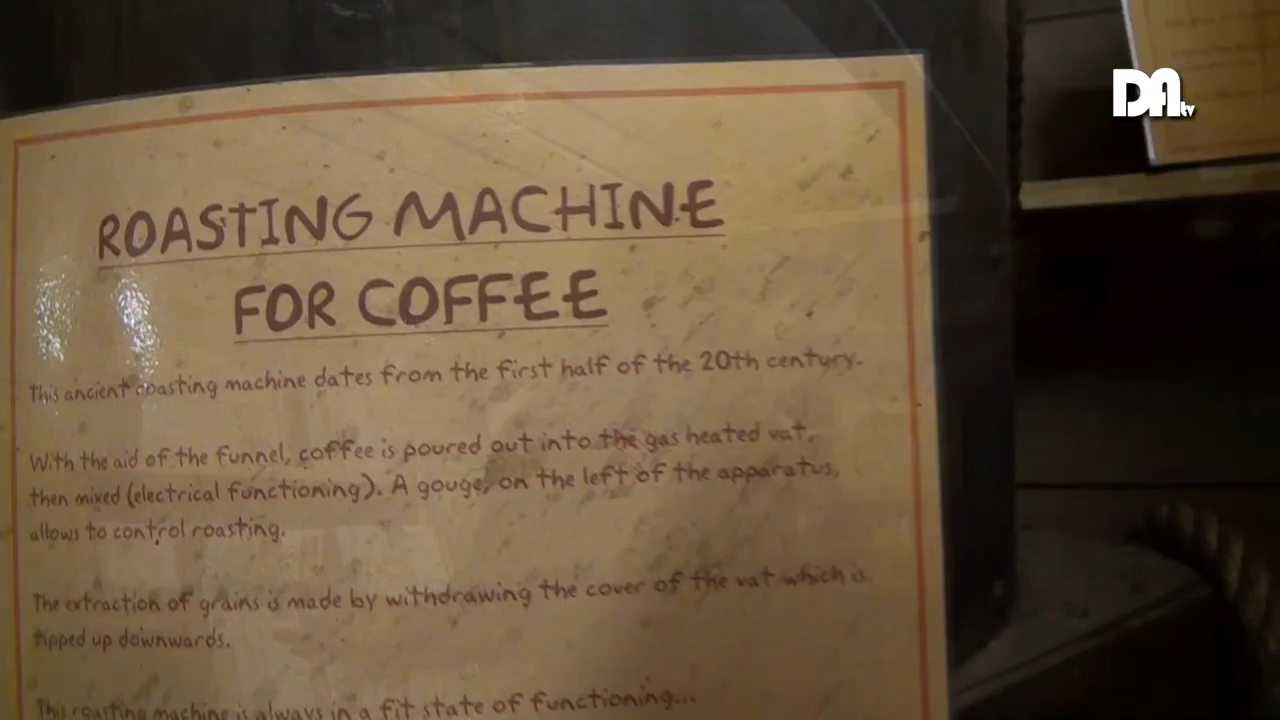 DA tv
ROASTING MACHINE
FOR COFFEE
This ancient roasting machine dates from the first half of the 20th century.
With the aid of the funnel, coffee is poured out into the gas heated vat,
then mixed (electrical functioning). A gouge, on the left of the apparatus,
allows to control roasting.
The extraction of grains is made by withdrawing the cover of the vat which is
tipped up downwards.
This roasting machine is always in a fit state of functioning...